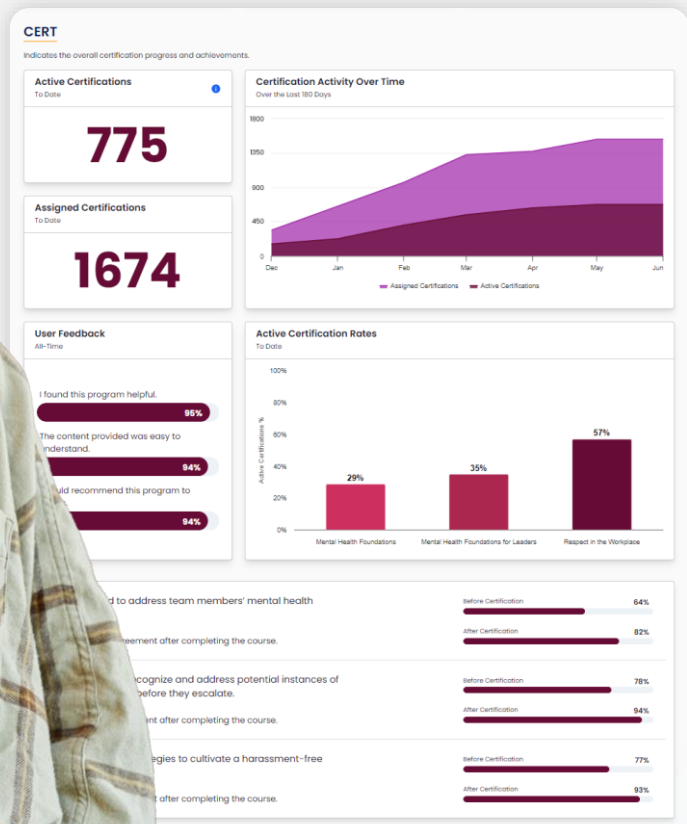 CERT
Indicates the overall certification progress and achievements.
Active Certifications
To Date
775
Assigned Certifications
To Date
1674
Certification Activity Over Time
Over the Last 180 Days
1800
1350
900
450
0
Dec Jan Feb Mar Apr May Jun
Assigned Certifications Active Certifications
User Feedback
All-Time
I found this program helpful.
95%
The content provided was easy to
understand.
94%
recommend this program to
94%
Active Certification Rates
To Date
100%
80%
60%
40%
20%
0%
Active Certifications %
29%
35%
57%
Mental Health Foundations Mental Health Foundations for Leaders Respect in the Workplace
to address team members' mental health
after completing the course.
Before Certification 64%
After Certification 82%
recognize and address potential instances of
before they escalate.
after completing the course.
Before Certification 78%
After Certification 94%
to cultivate a harassment-free
after completing the course.
Before Certification 77%
After Certification 93%